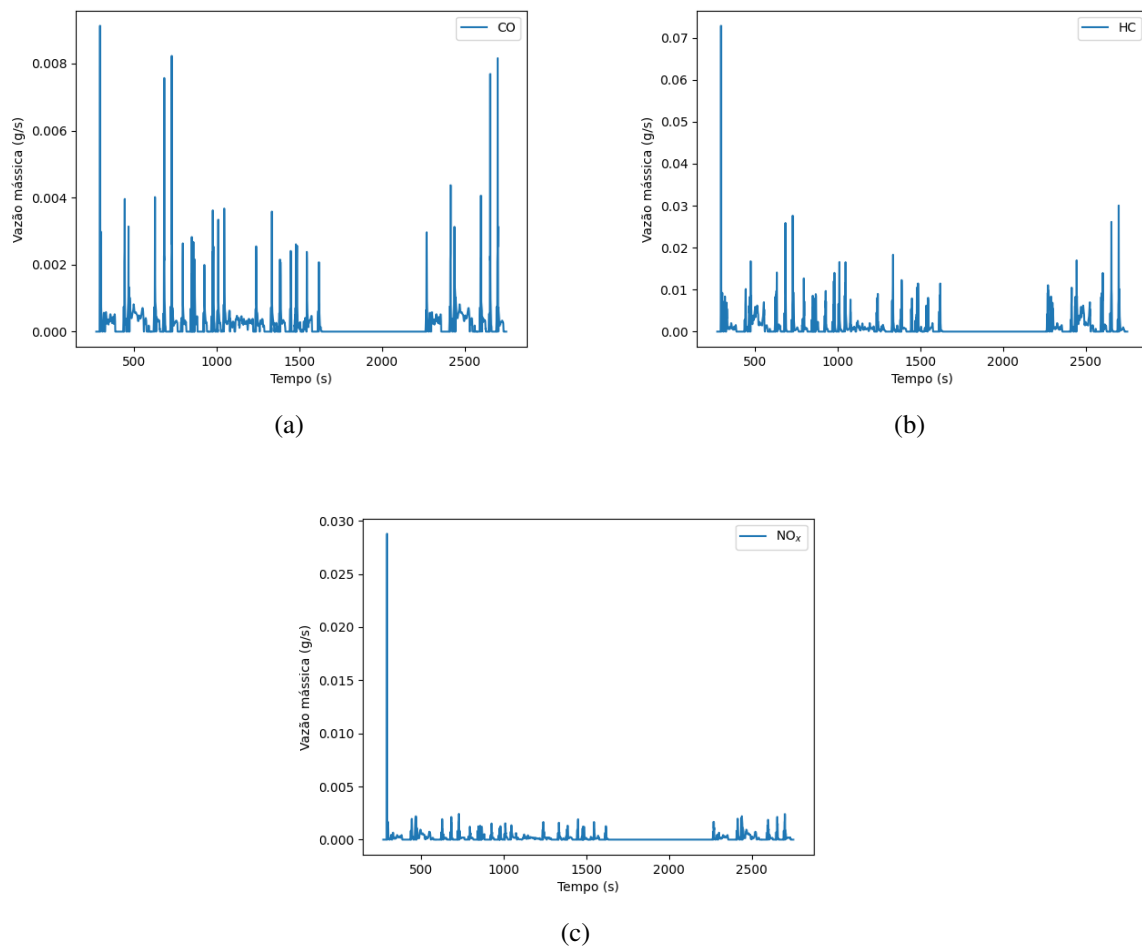 CO
Vazão mássica (g/s)
0.008
0.006
0.004
0.002
0.000
500 1000 1500 2000 2500
Tempo (s)
(a)
HC
Vazão mássica (g/s)
0.07
0.06
0.05
0.04
0.03
0.02
0.01
0.00
500 1000 1500 2000 2500
Tempo (s)
(b)
NOₓ
Vazão mássica (g/s)
0.030
0.025
0.020
0.015
0.010
0.005
0.000
500 1000 1500 2000 2500
Tempo (s)
(c)